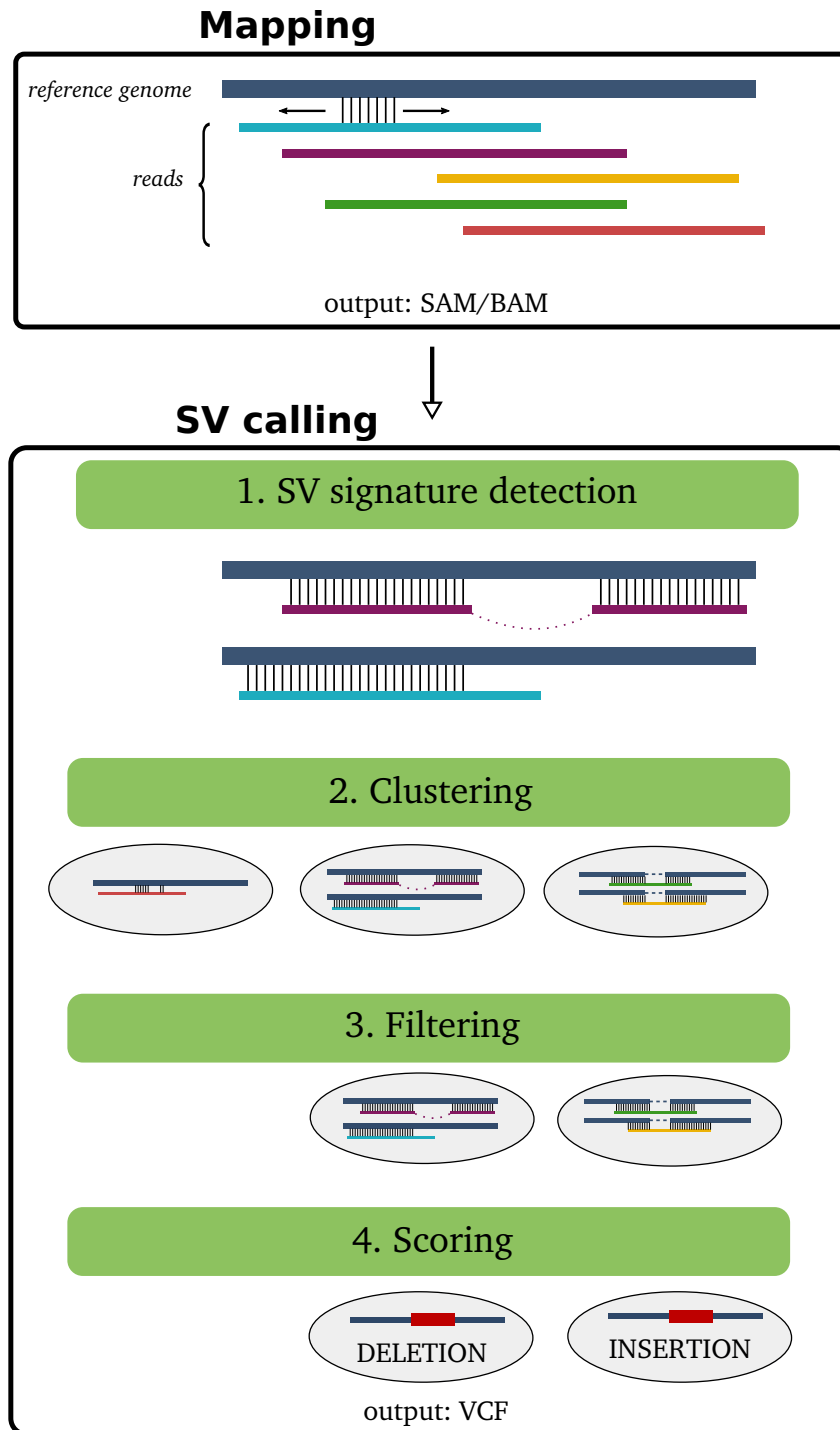 Mapping
reference genome
reads
output: SAM/BAM
SV calling
1. SV signature detection
2. Clustering
3. Filtering
4. Scoring
DELETION
INSERTION
output: VCF